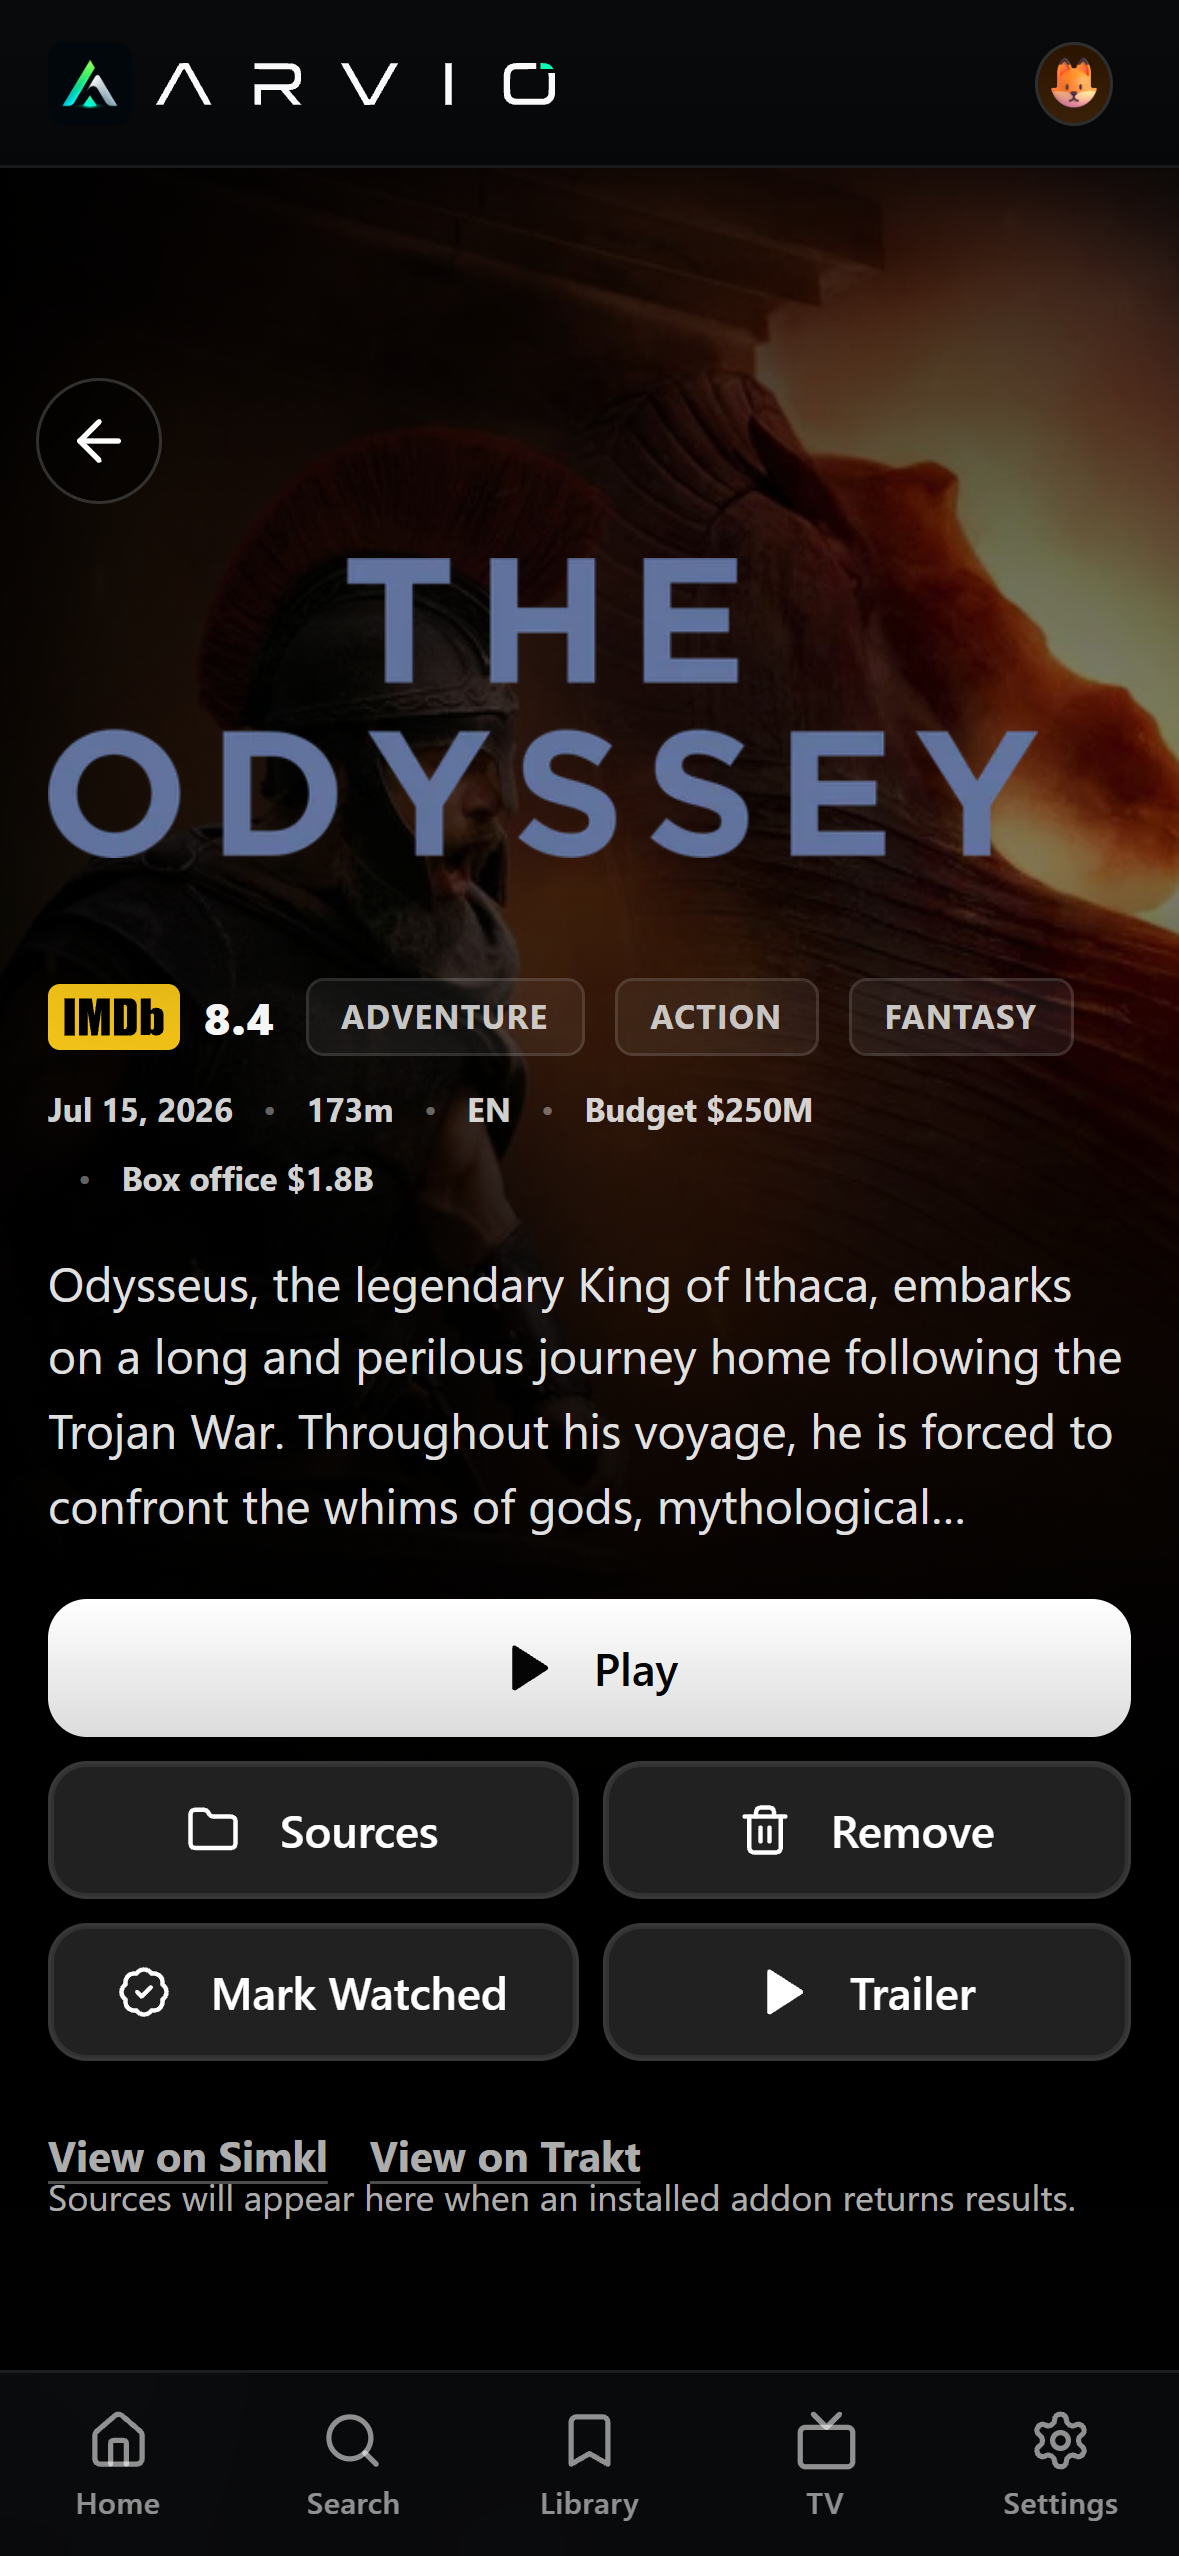 ARVIO
THE
ODYSSEY
IMDb 8.4 ADVENTURE ACTION FANTASY
Jul 15, 2026 • 173m • EN • Budget $250M
• Box office $1.8B
Odysseus, the legendary King of Ithaca, embarks
on a long and perilous journey home following the
Trojan War. Throughout his voyage, he is forced to
confront the whims of gods, mythological...
Play
Sources Remove
Mark Watched Trailer
View on Simkl View on Trakt
Sources will appear here when an installed addon returns results.
Home Search Library TV Settings